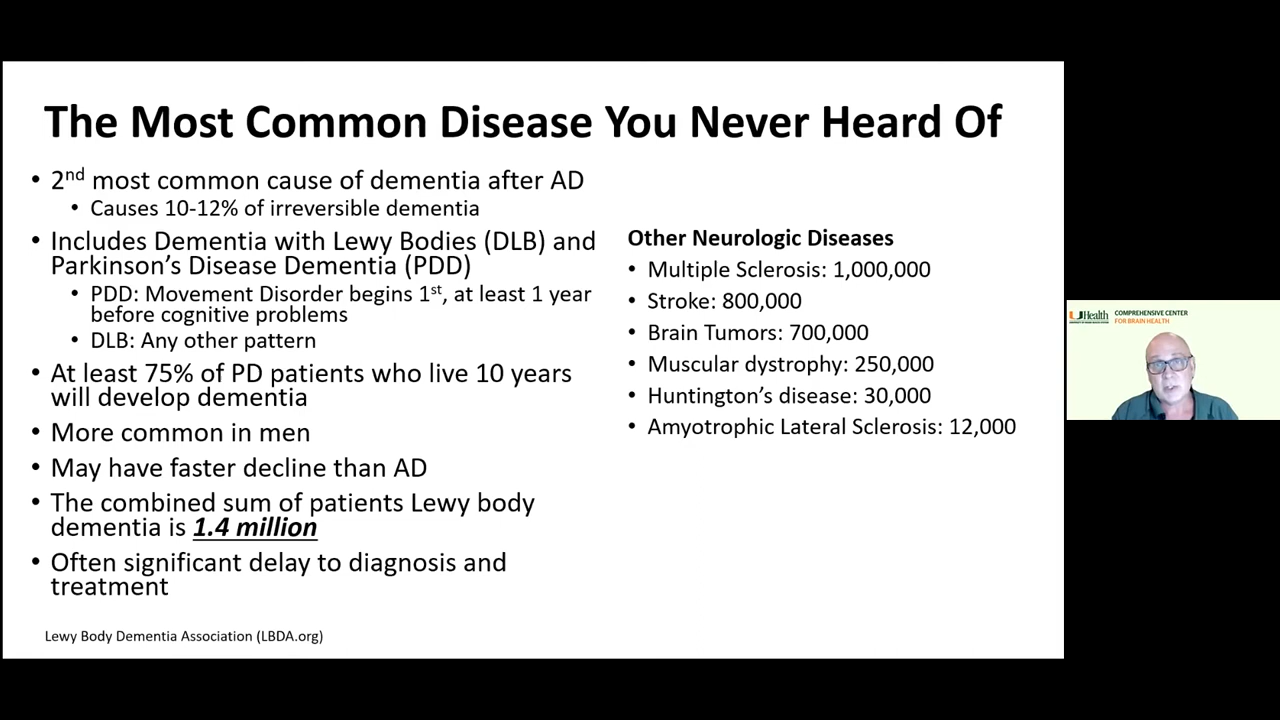 The Most Common Disease You Never Heard Of
• 2nd most common cause of dementia after AD
• Causes 10-12% of irreversible dementia
• Includes Dementia with Lewy Bodies (DLB) and
Parkinson’s Disease Dementia (PDD)
• PDD: Movement Disorder begins 1st, at least 1 year
before cognitive problems
• DLB: Any other pattern
• At least 75% of PD patients who live 10 years
will develop dementia
• More common in men
• May have faster decline than AD
• The combined sum of patients Lewy body
dementia is 1.4 million
• Often significant delay to diagnosis and
treatment
Lewy Body Dementia Association (LBDA.org)
Other Neurologic Diseases
• Multiple Sclerosis: 1,000,000
• Stroke: 800,000
• Brain Tumors: 700,000
• Muscular dystrophy: 250,000
• Huntington’s disease: 30,000
• Amyotrophic Lateral Sclerosis: 12,000
UHealth
COMPREHENSIVE CENTER
FOR BRAIN HEALTH